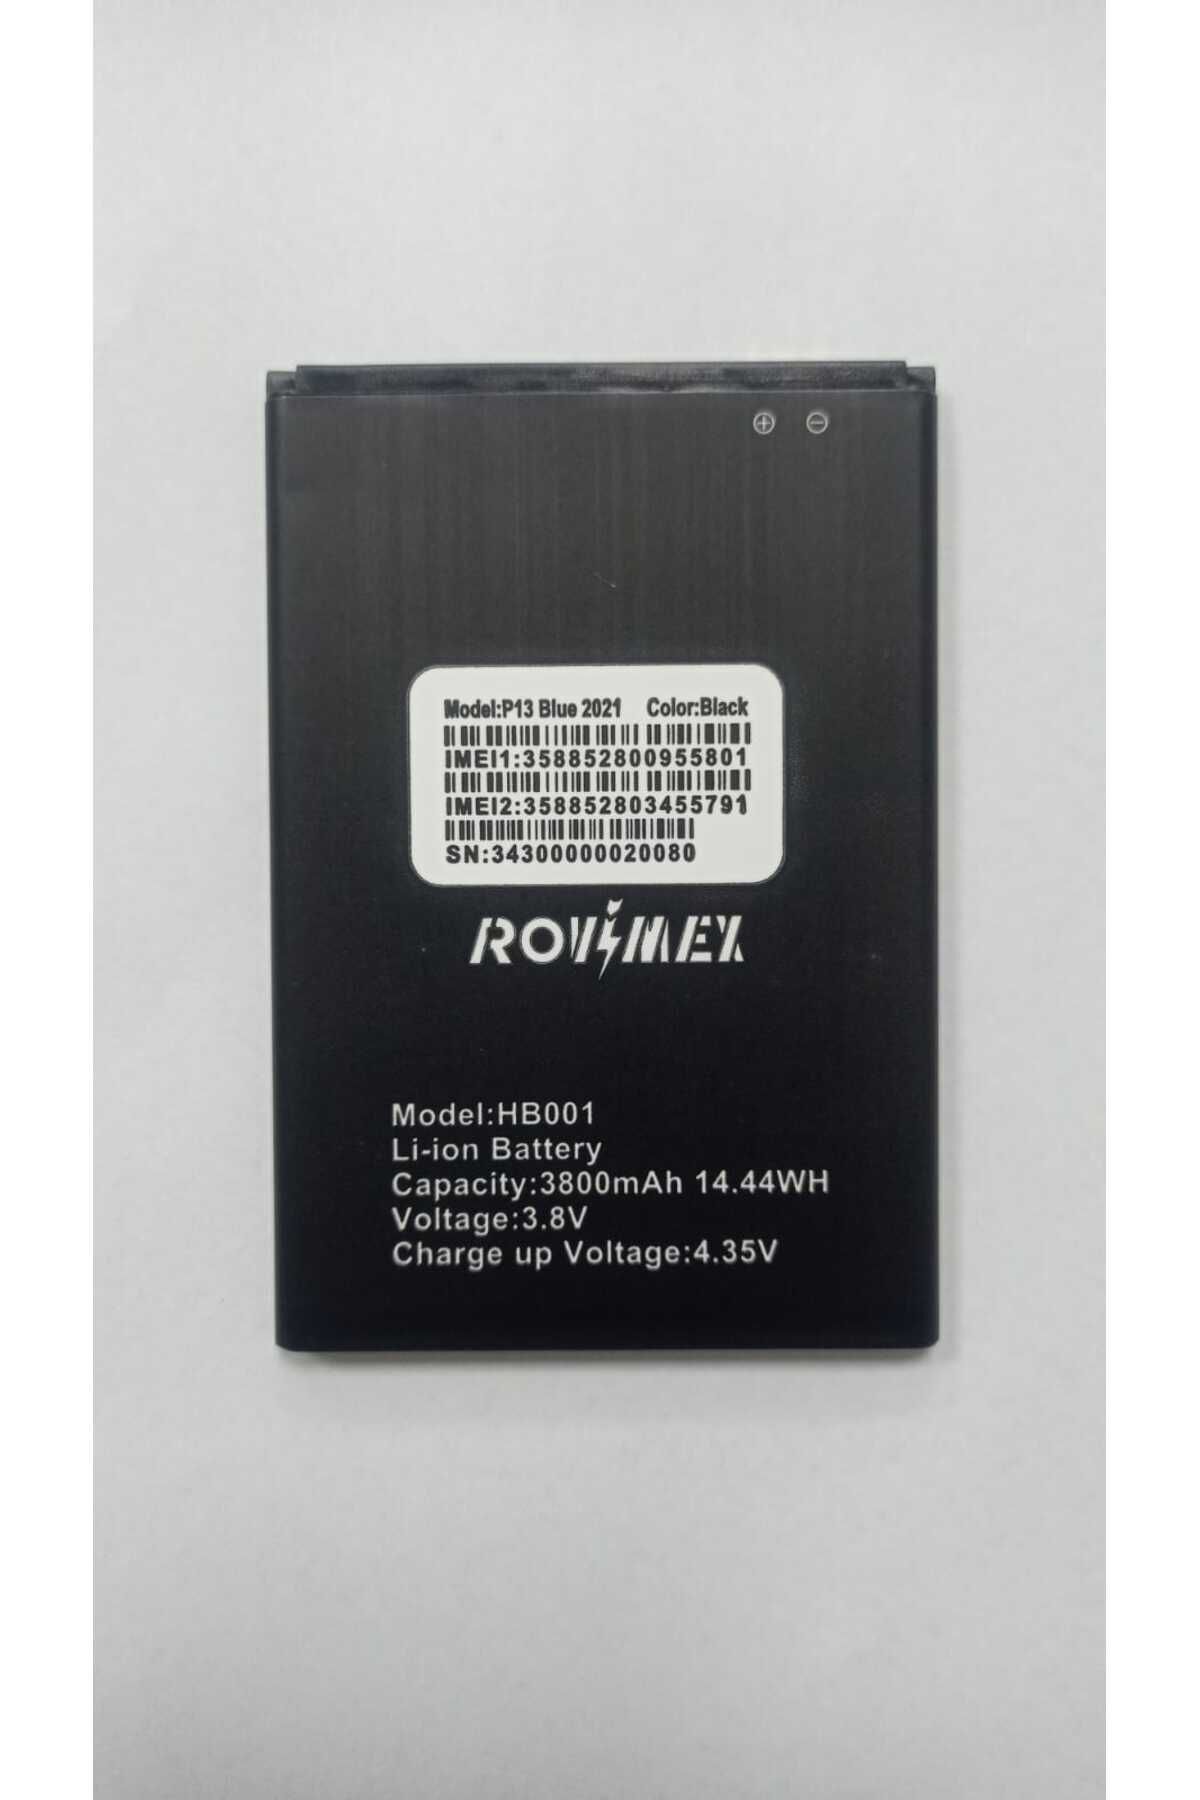 Model:P13 Blue 2021 Color:Black
IMEI1:358852800955801
IMEI2:358852803455791
SN:34300000020080
ROVIMEX
Model:HB001
Li-ion Battery
Capacity:3800mAh 14.44WH
Voltage:3.8V
Charge up Voltage:4.35V